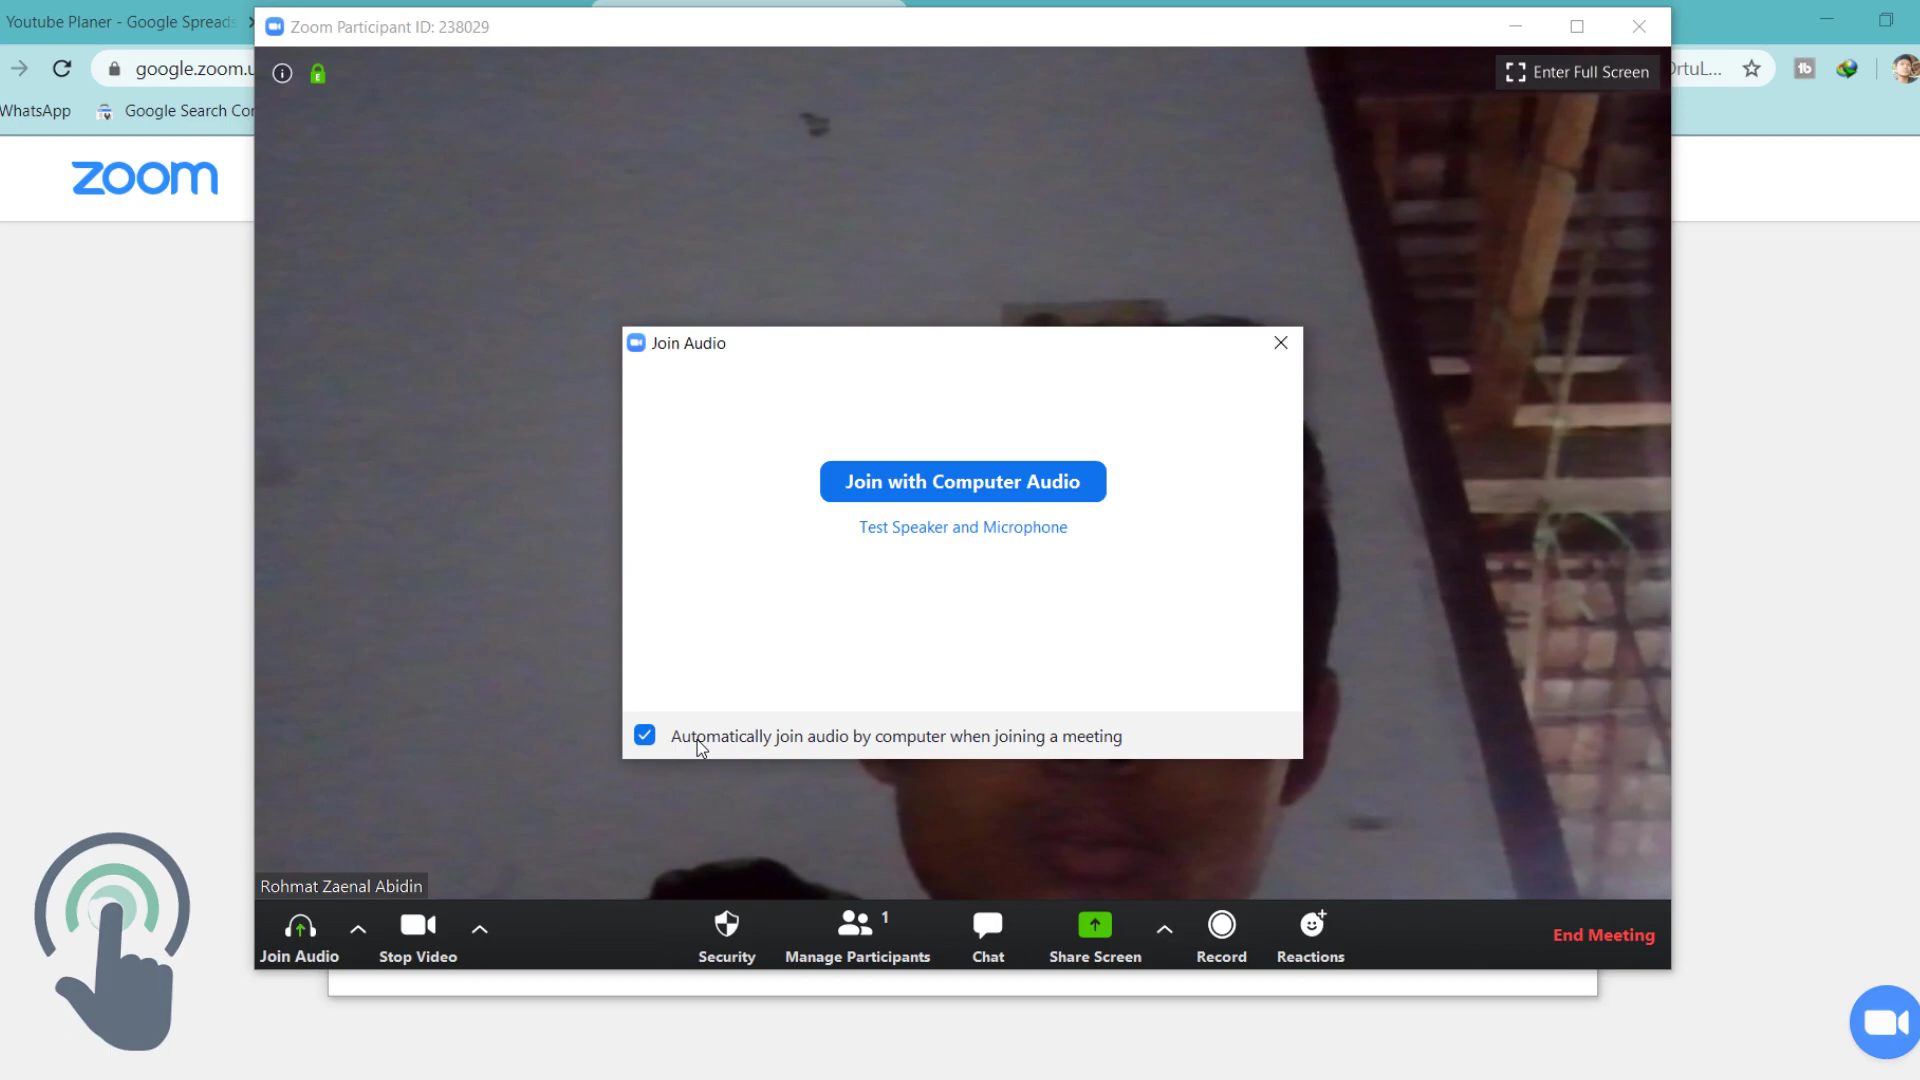 Youtube Planer - Google Spreads
Zoom Participant ID: 238029
google.zoom.u
Enter Full Screen
OrtuL...
WhatsApp
Google Search Con
zoom
Join Audio
Join with Computer Audio
Test Speaker and Microphone
Automatically join audio by computer when joining a meeting
Rohmat Zaenal Abidin
1
Join Audio
Stop Video
Security
Manage Participants
Chat
Share Screen
Record
Reactions
End Meeting